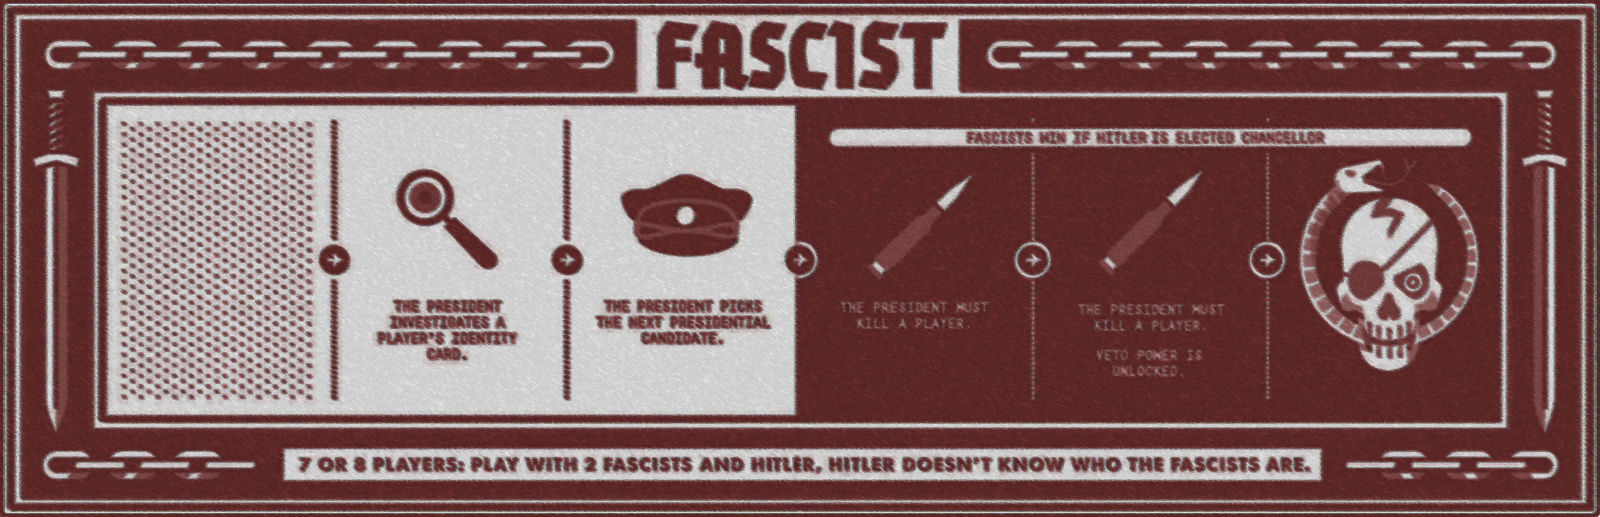 FASCIST
FASCISTS WIN IF HITLER IS ELECTED CHANCELLOR
THE PRESIDENT
INVESTIGATES A
PLAYER'S IDENTITY
CARD.
THE PRESIDENT PICKS
THE NEXT PRESIDENTIAL
CANDIDATE.
THE PRESIDENT MUST
KILL A PLAYER.
THE PRESIDENT MUST
KILL A PLAYER.
VETO POWER IS
UNLOCKED.
7 OR 8 PLAYERS: PLAY WITH 2 FASCISTS AND HITLER, HITLER DOESN'T KNOW WHO THE FASCISTS ARE.